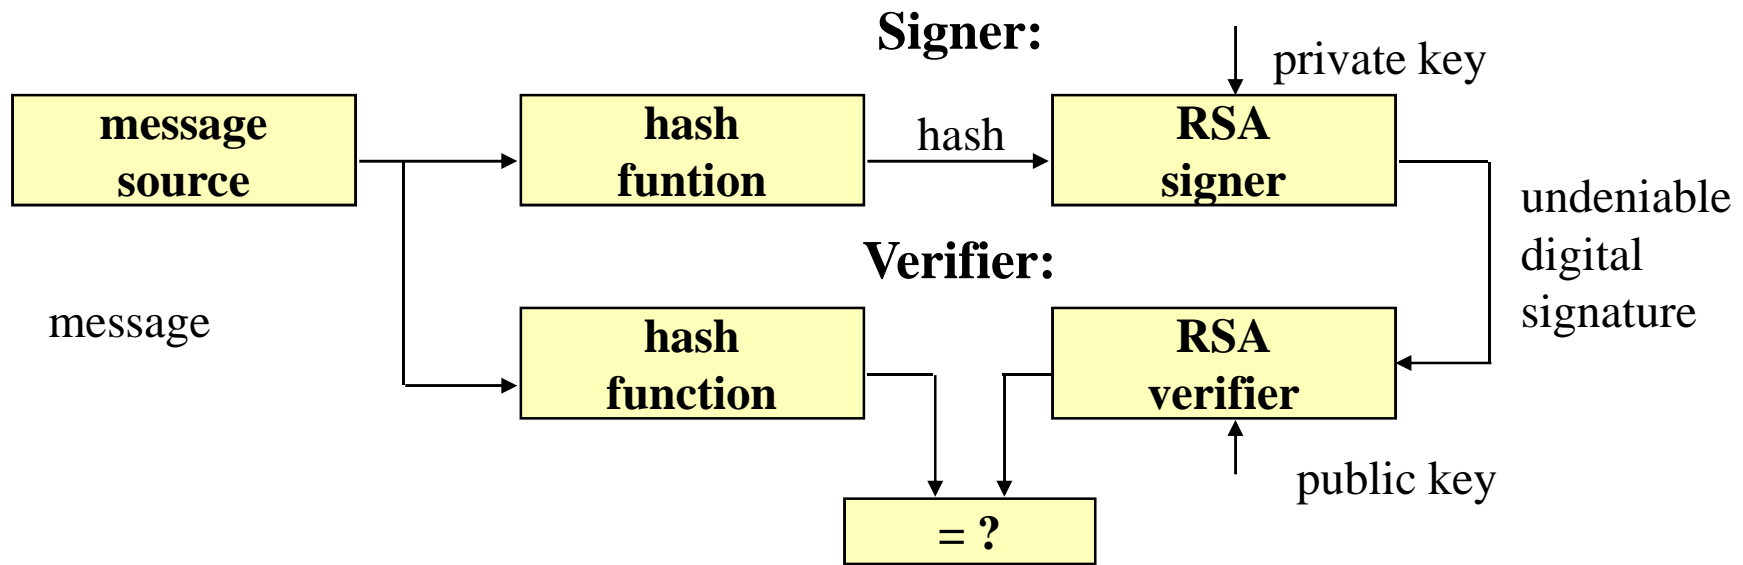 Signer:
private key
message
source
hash
funtion
hash
RSA
signer
undeniable
digital
signature
Verifier:
message
hash
function
RSA
verifier
public key
= ?